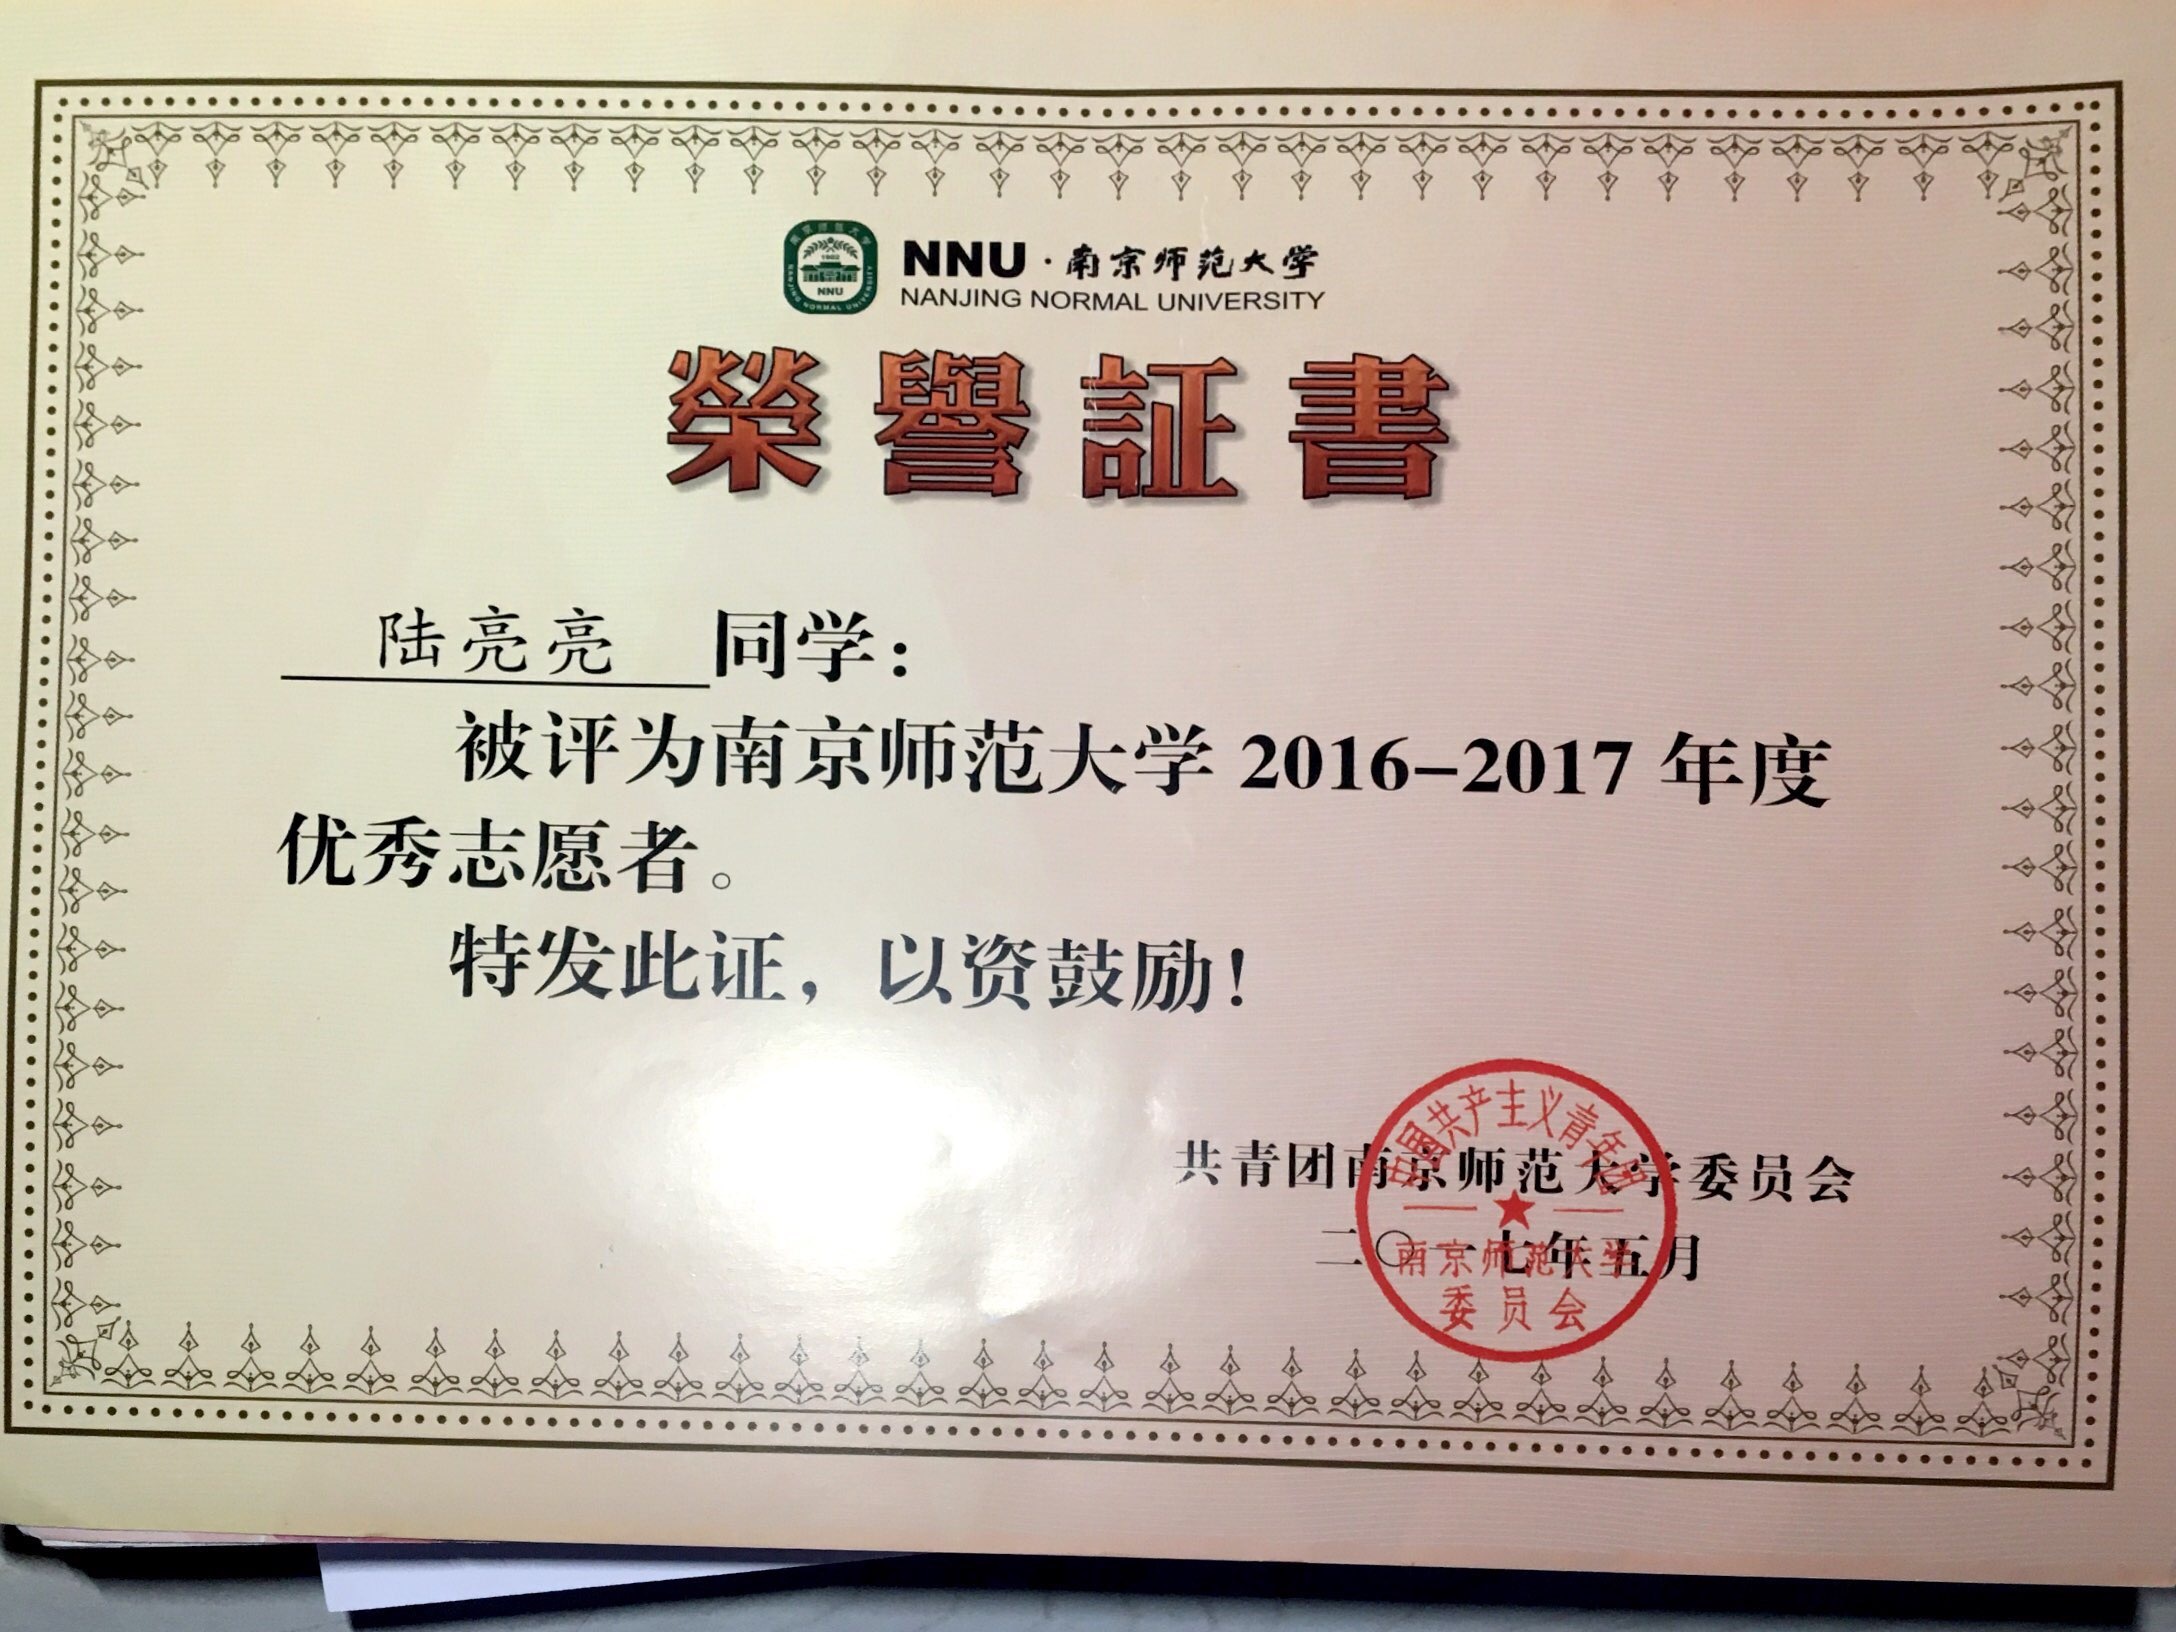 NNU·南京师范大学
NANJING NORMAL UNIVERSITY
南京师范大学
1902
NNU
NANJING NORMAL UNIVERSITY
榮譽証書
陆亮亮 同学：
被评为南京师范大学 2016-2017 年度
优秀志愿者。
特发此证，以资鼓励！
共青团南京师范大学委员会
二〇一七年五月
中国共产主义青年团
南京师范大学
委员会